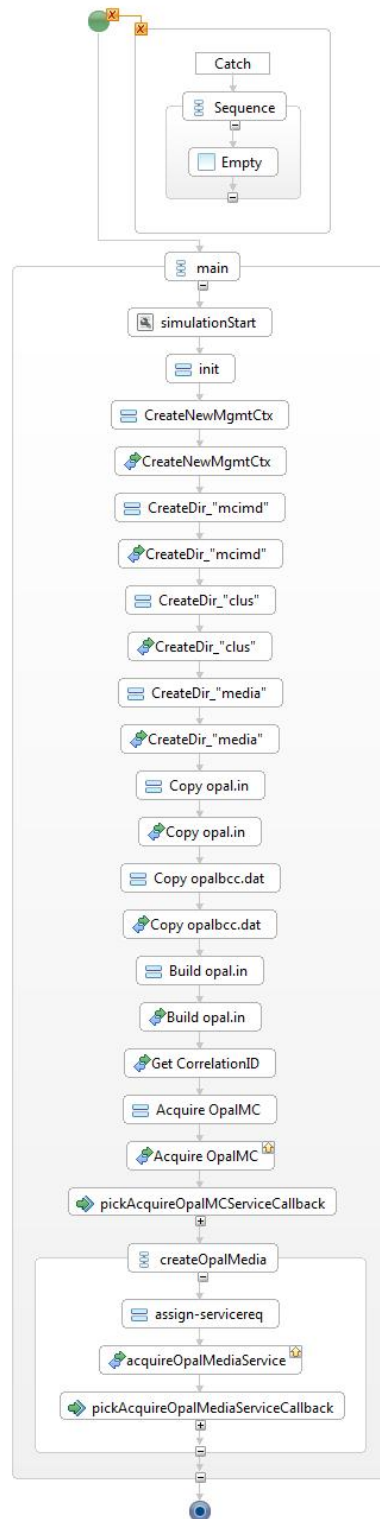 Catch
Sequence
Empty
main
simulationStart
init
CreateNewMgmtCtx
CreateNewMgmtCtx
CreateDir_"mcimd"
CreateDir_"mcimd"
CreateDir_"clus"
CreateDir_"clus"
CreateDir_"media"
CreateDir_"media"
Copy opal.in
Copy opal.in
Copy opalbcc.dat
Copy opalbcc.dat
Build opal.in
Build opal.in
Get CorrelationID
Acquire OpalMC
Acquire OpalMC
pickAcquireOpalMCServiceCallback
createOpalMedia
assign-servicereq
acquireOpalMediaService
pickAcquireOpalMediaServiceCallback